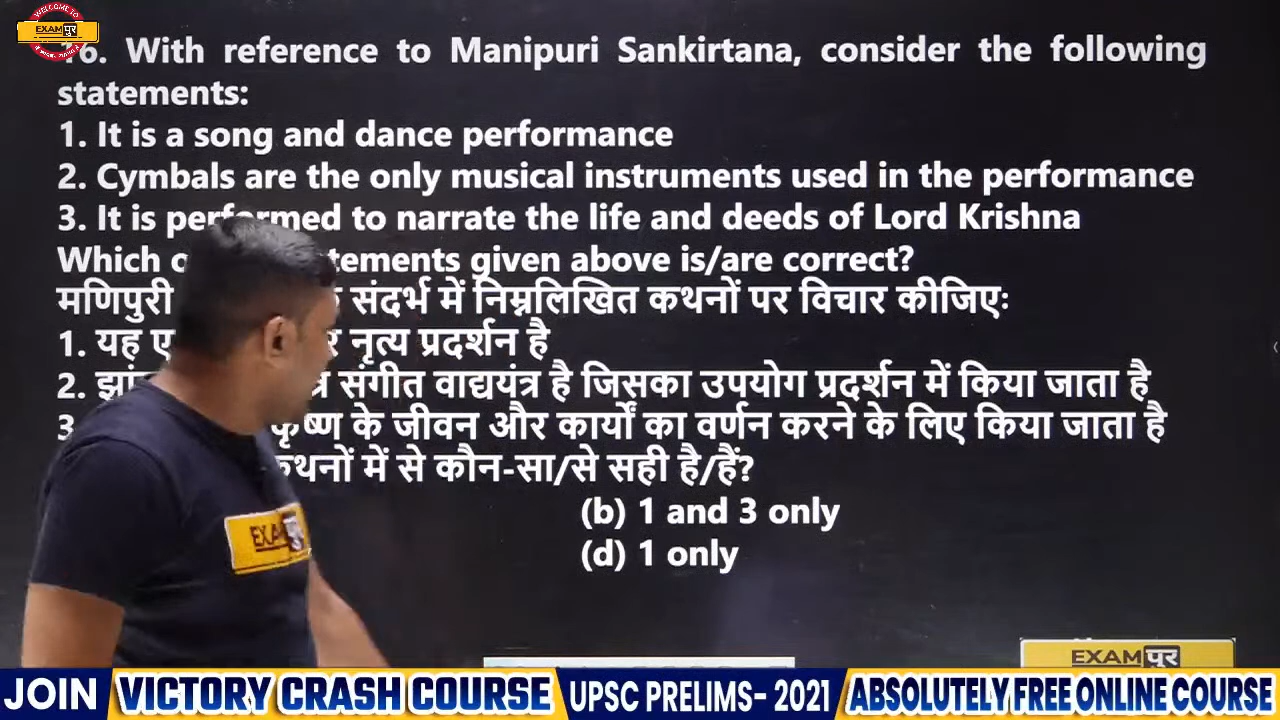 WELCOME TO
EXAMपुर
6. With reference to Manipuri Sankirtana, consider the following
statements:
1. It is a song and dance performance
2. Cymbals are the only musical instruments used in the performance
3. It is performed to narrate the life and deeds of Lord Krishna
Which given above is/are correct?
मणिपुरी संदर्भ में निम्नलिखित कथनों पर विचार कीजिएः
1. यह नृत्य प्रदर्शन है
2. संगीत वाद्ययंत्र है जिसका उपयोग प्रदर्शन में किया जाता है
3 के जीवन और कार्यों का वर्णन करने के लिए किया जाता है
कथनों में से कौन-सा/से सही है/हैं?
(b) 1 and 3 only
(d) 1 only
EXAMपुर
JOIN VICTORY CRASH COURSE UPSC PRELIMS- 2021 ABSOLUTELY FREE ONLINE COURSE